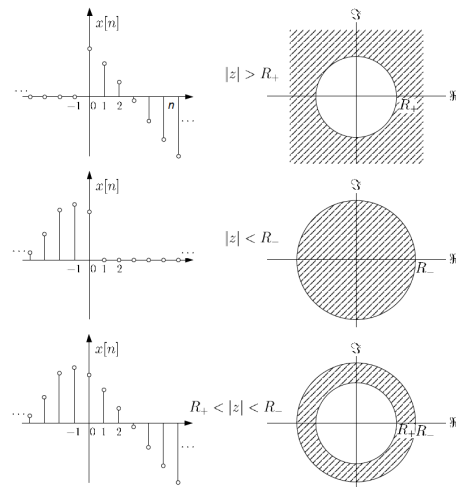 x[n]
ℑ
|z| > R₊
R₊
ℜ
...
−1 0 1 2 n ...
x[n]
ℑ
|z| < R₋
R₋
ℜ
...
−1 0 1 2 ...
x[n]
ℑ
R₊ < |z| < R₋
R₊ R₋
ℜ
...
−1 0 1 2 ...